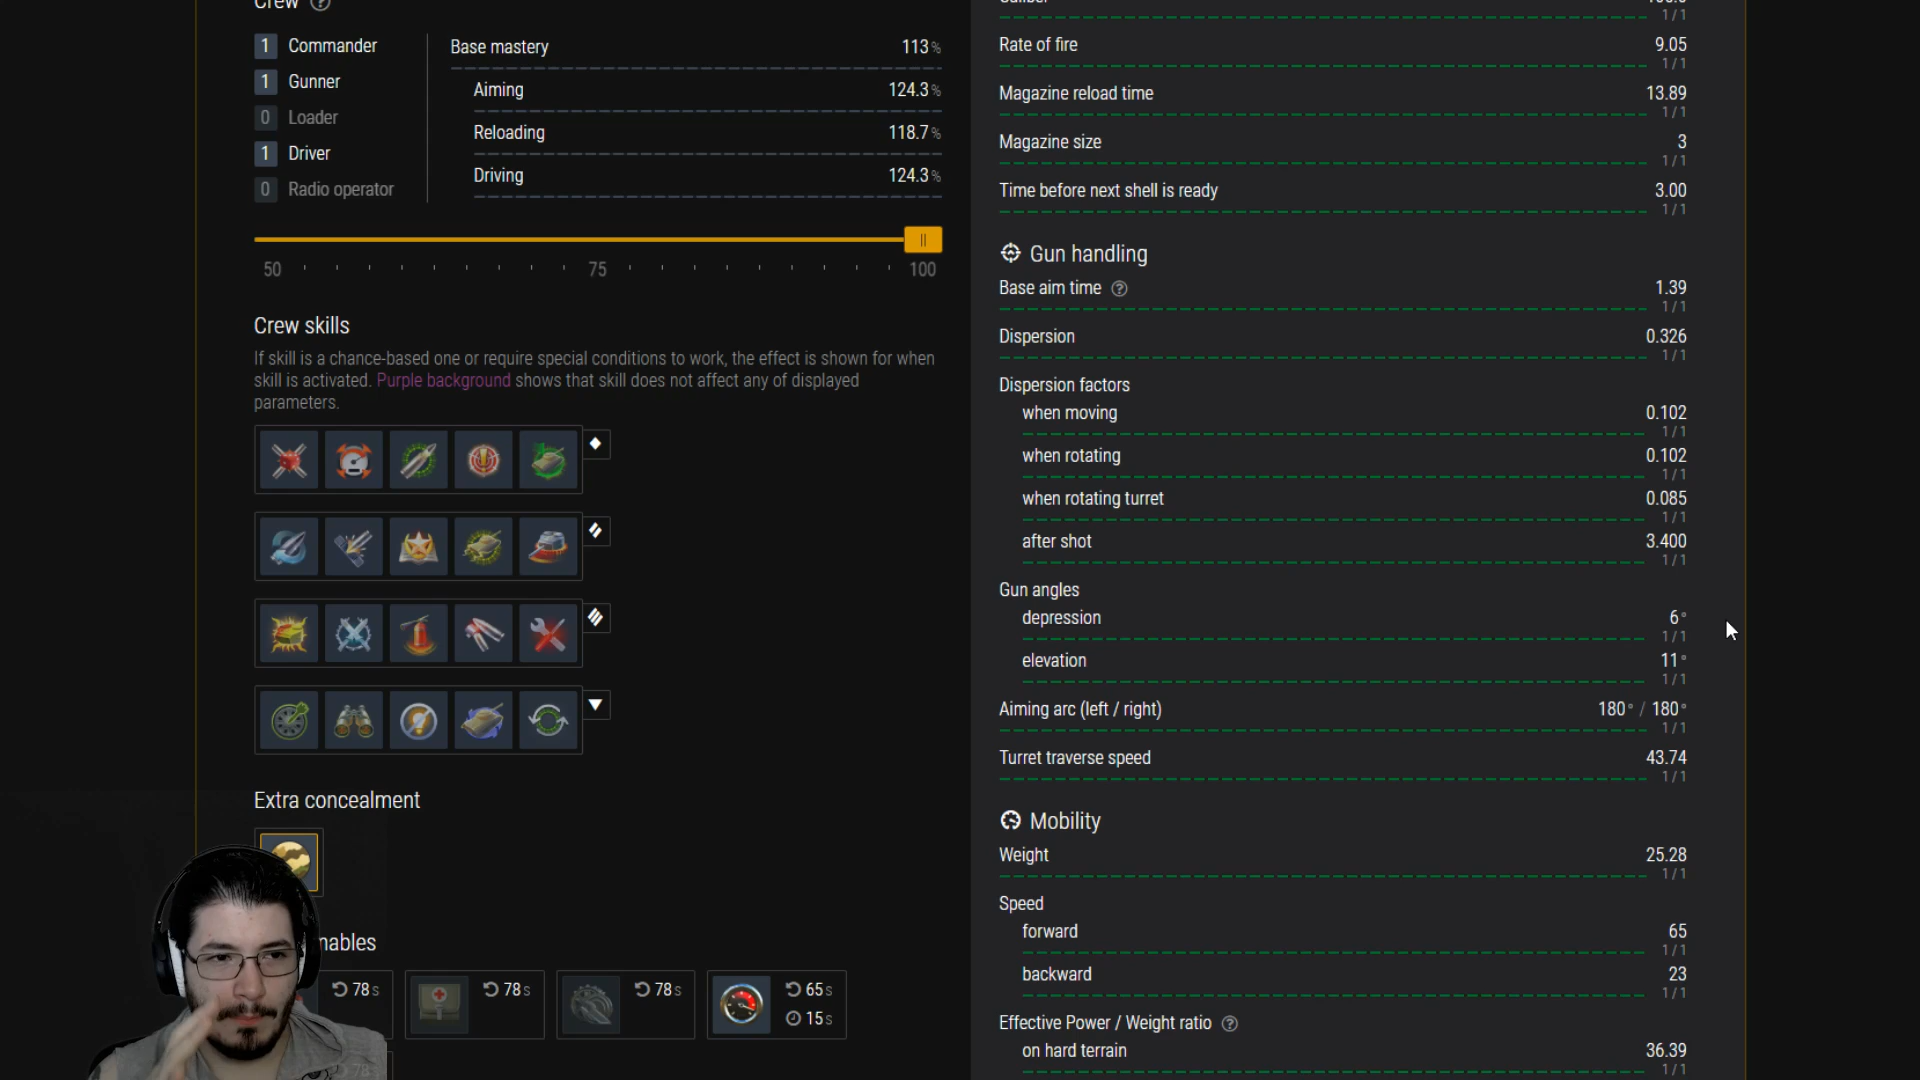 Crew ?
1 Commander
1 Gunner
0 Loader
1 Driver
0 Radio operator
Base mastery 113 %
Aiming 124.3 %
Reloading 118.7 %
Driving 124.3 %
50 75 100
Crew skills
If skill is a chance-based one or require special conditions to work, the effect is shown for when
skill is activated. Purple background shows that skill does not affect any of displayed
parameters.
Extra concealment
nables
78 s
78 s
78 s
65 s
15 s
1 / 1
Rate of fire 9.05
1 / 1
Magazine reload time 13.89
1 / 1
Magazine size 3
1 / 1
Time before next shell is ready 3.00
1 / 1
Gun handling
Base aim time ? 1.39
1 / 1
Dispersion 0.326
1 / 1
Dispersion factors
when moving 0.102
1 / 1
when rotating 0.102
1 / 1
when rotating turret 0.085
1 / 1
after shot 3.400
1 / 1
Gun angles
depression 6 °
1 / 1
elevation 11 °
1 / 1
Aiming arc (left / right) 180 ° / 180 °
1 / 1
Turret traverse speed 43.74
1 / 1
Mobility
Weight 25.28
1 / 1
Speed
forward 65
1 / 1
backward 23
1 / 1
Effective Power / Weight ratio ?
on hard terrain 36.39
1 / 1